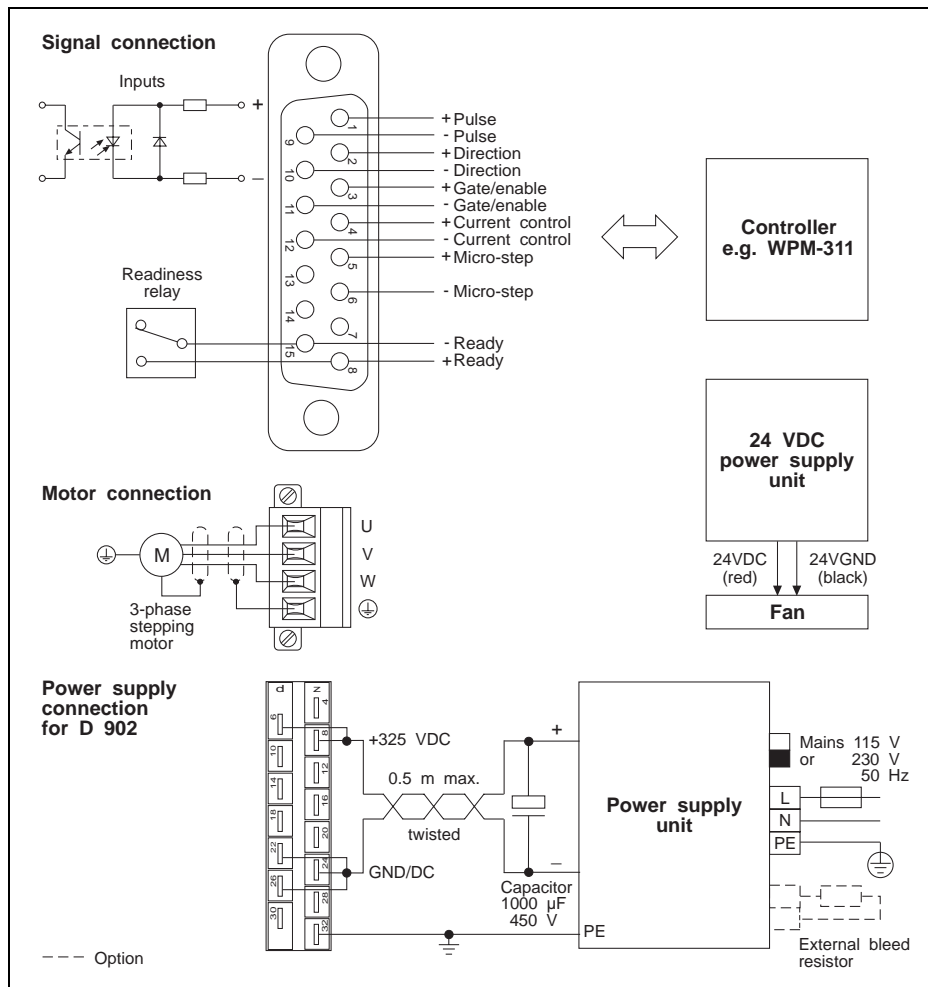 Signal connection
Inputs
+
–
1
9
2
10
3
11
4
12
5
13
6
14
7
15
8
+ Pulse
- Pulse
+ Direction
- Direction
+ Gate/enable
- Gate/enable
+ Current control
- Current control
+ Micro-step
- Micro-step
- Ready
+ Ready
Readiness
relay
Controller
e.g. WPM-311
24 VDC
power supply
unit
24VDC
(red)
24VGND
(black)
Fan
Motor connection
M
3-phase
stepping
motor
U
V
W
Power supply
connection
for D 902
d
z
4
6
8
10
12
14
16
18
20
22
24
26
28
30
32
+325 VDC
0.5 m max.
twisted
GND/DC
+
–
Capacitor
1000 µF
450 V
Power supply
unit
PE
Mains 115 V
or 230 V
50 Hz
L
N
PE
External bleed
resistor
---- Option